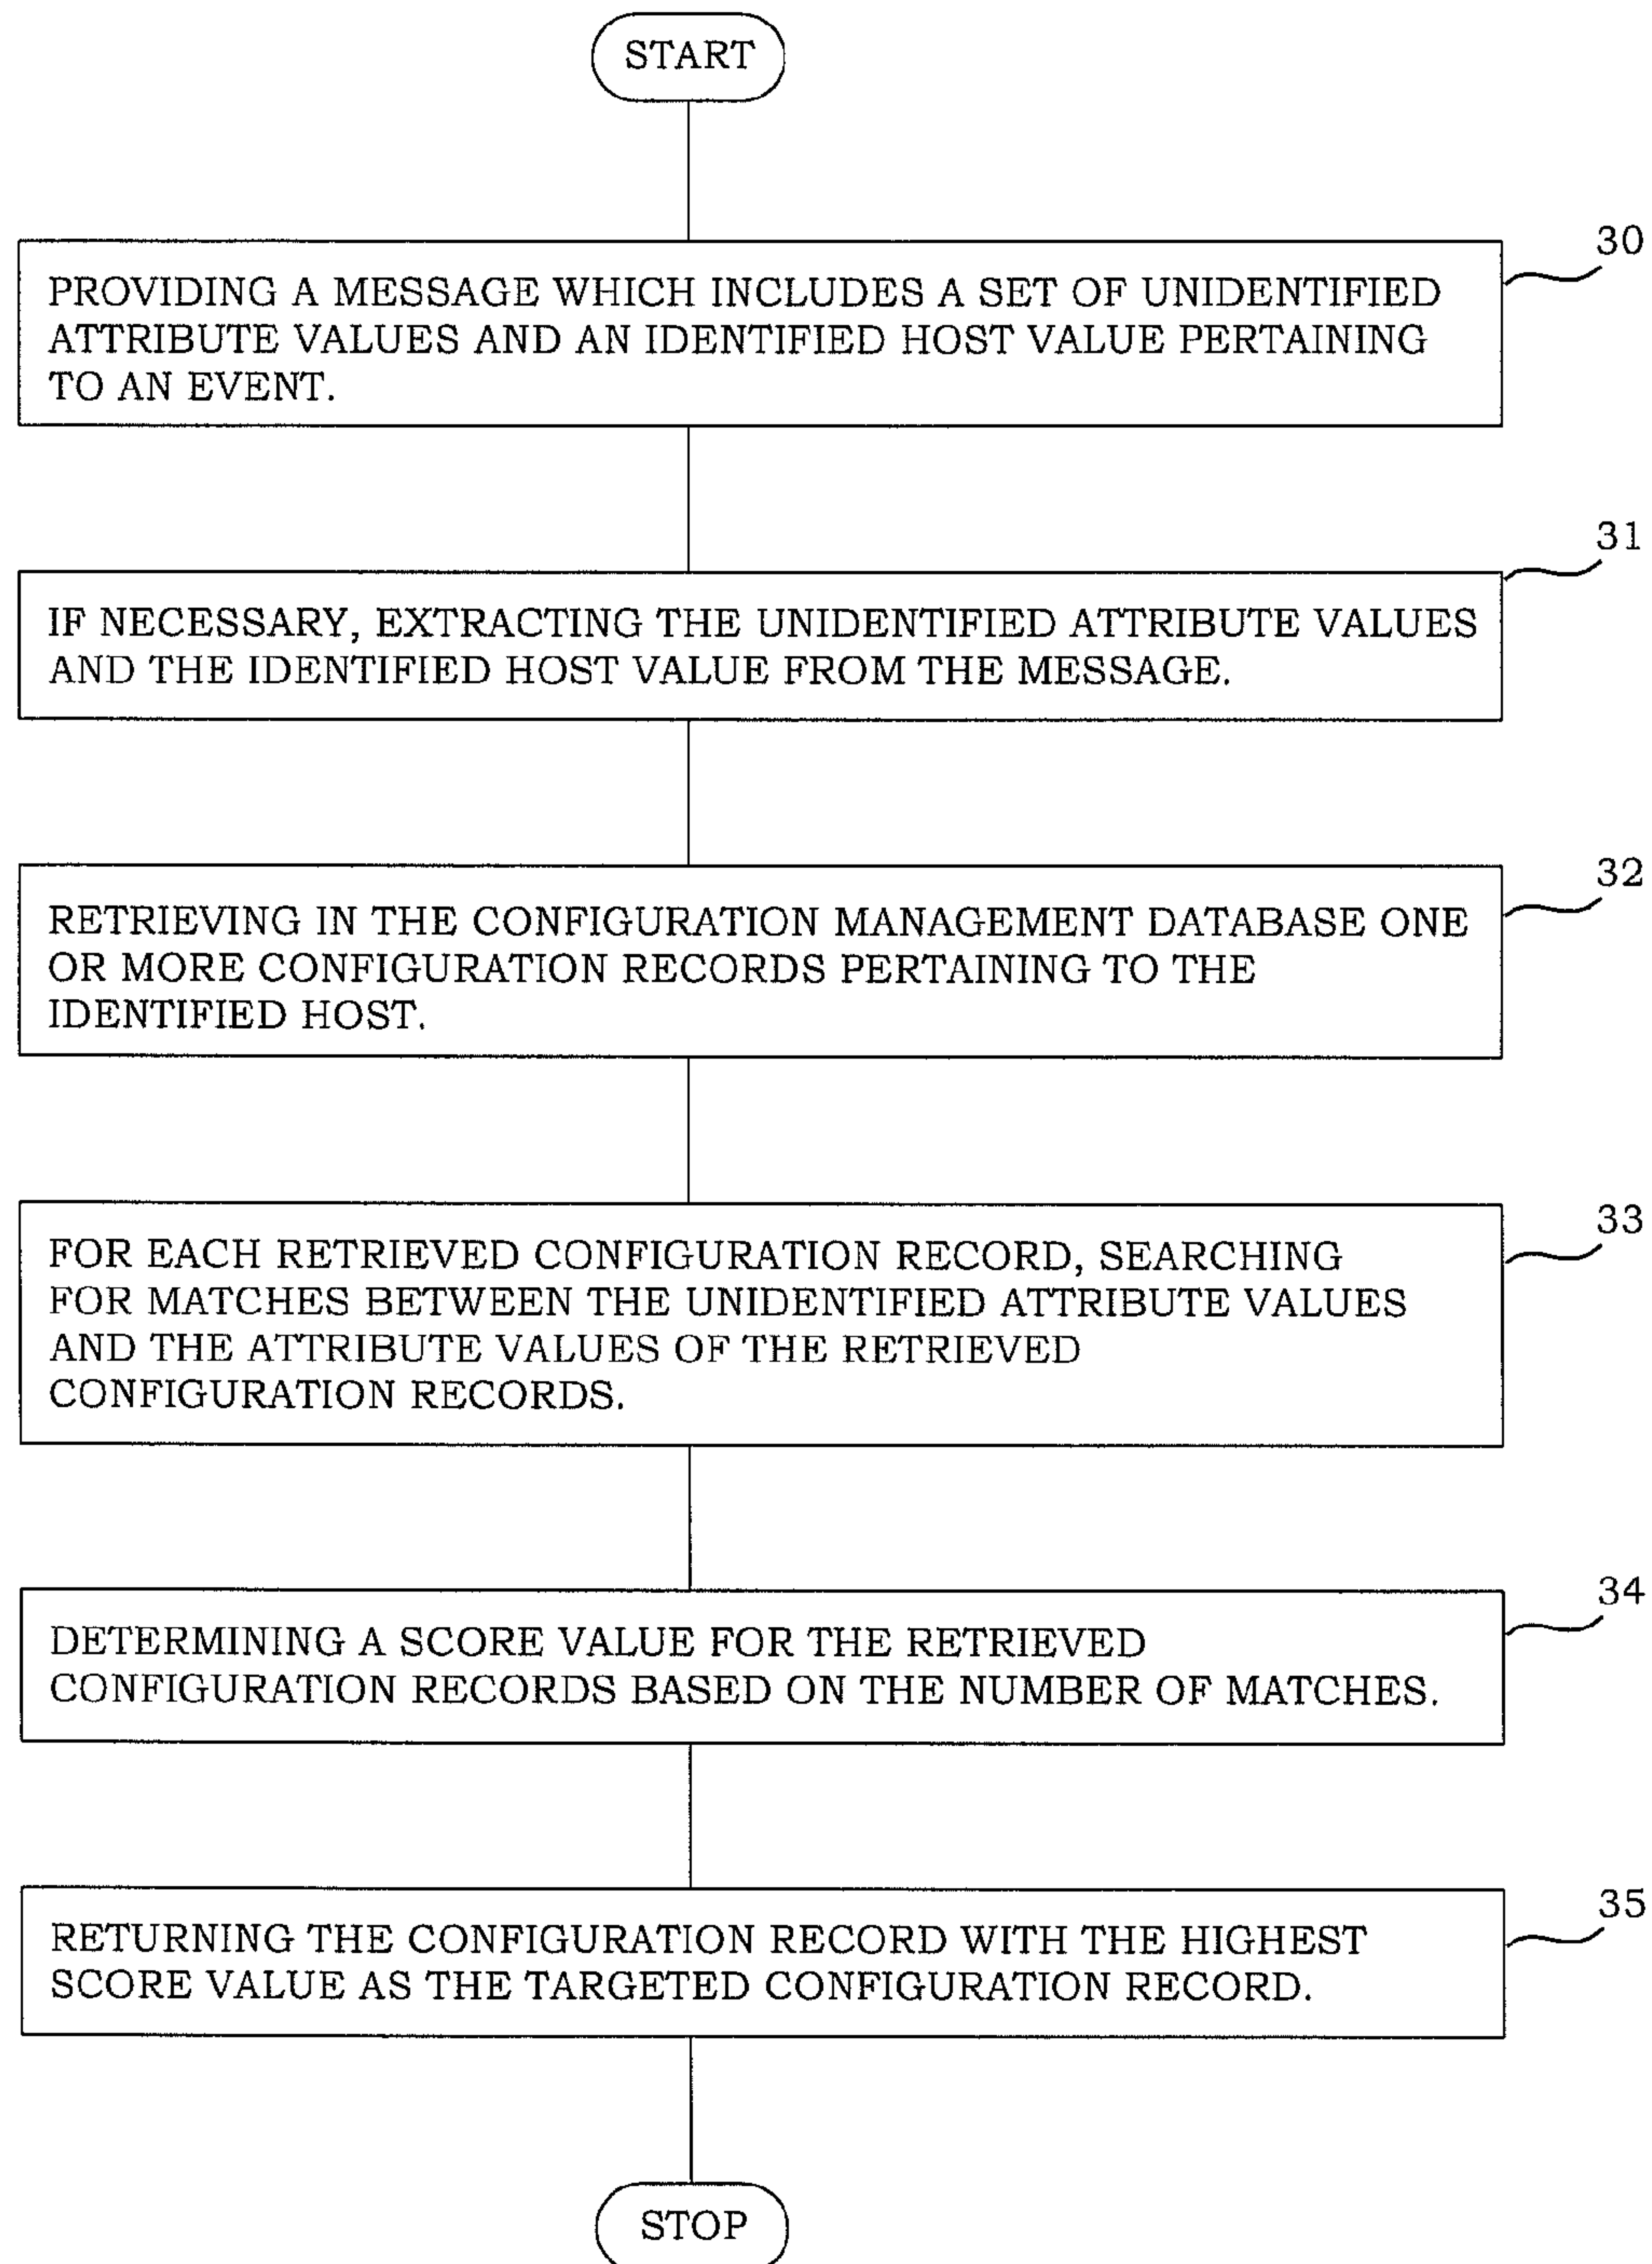 START
30
PROVIDING A MESSAGE WHICH INCLUDES A SET OF UNIDENTIFIED
ATTRIBUTE VALUES AND AN IDENTIFIED HOST VALUE PERTAINING
TO AN EVENT.
31
IF NECESSARY, EXTRACTING THE UNIDENTIFIED ATTRIBUTE VALUES
AND THE IDENTIFIED HOST VALUE FROM THE MESSAGE.
32
RETRIEVING IN THE CONFIGURATION MANAGEMENT DATABASE ONE
OR MORE CONFIGURATION RECORDS PERTAINING TO THE
IDENTIFIED HOST.
33
FOR EACH RETRIEVED CONFIGURATION RECORD, SEARCHING
FOR MATCHES BETWEEN THE UNIDENTIFIED ATTRIBUTE VALUES
AND THE ATTRIBUTE VALUES OF THE RETRIEVED
CONFIGURATION RECORDS.
34
DETERMINING A SCORE VALUE FOR THE RETRIEVED
CONFIGURATION RECORDS BASED ON THE NUMBER OF MATCHES.
35
RETURNING THE CONFIGURATION RECORD WITH THE HIGHEST
SCORE VALUE AS THE TARGETED CONFIGURATION RECORD.
STOP